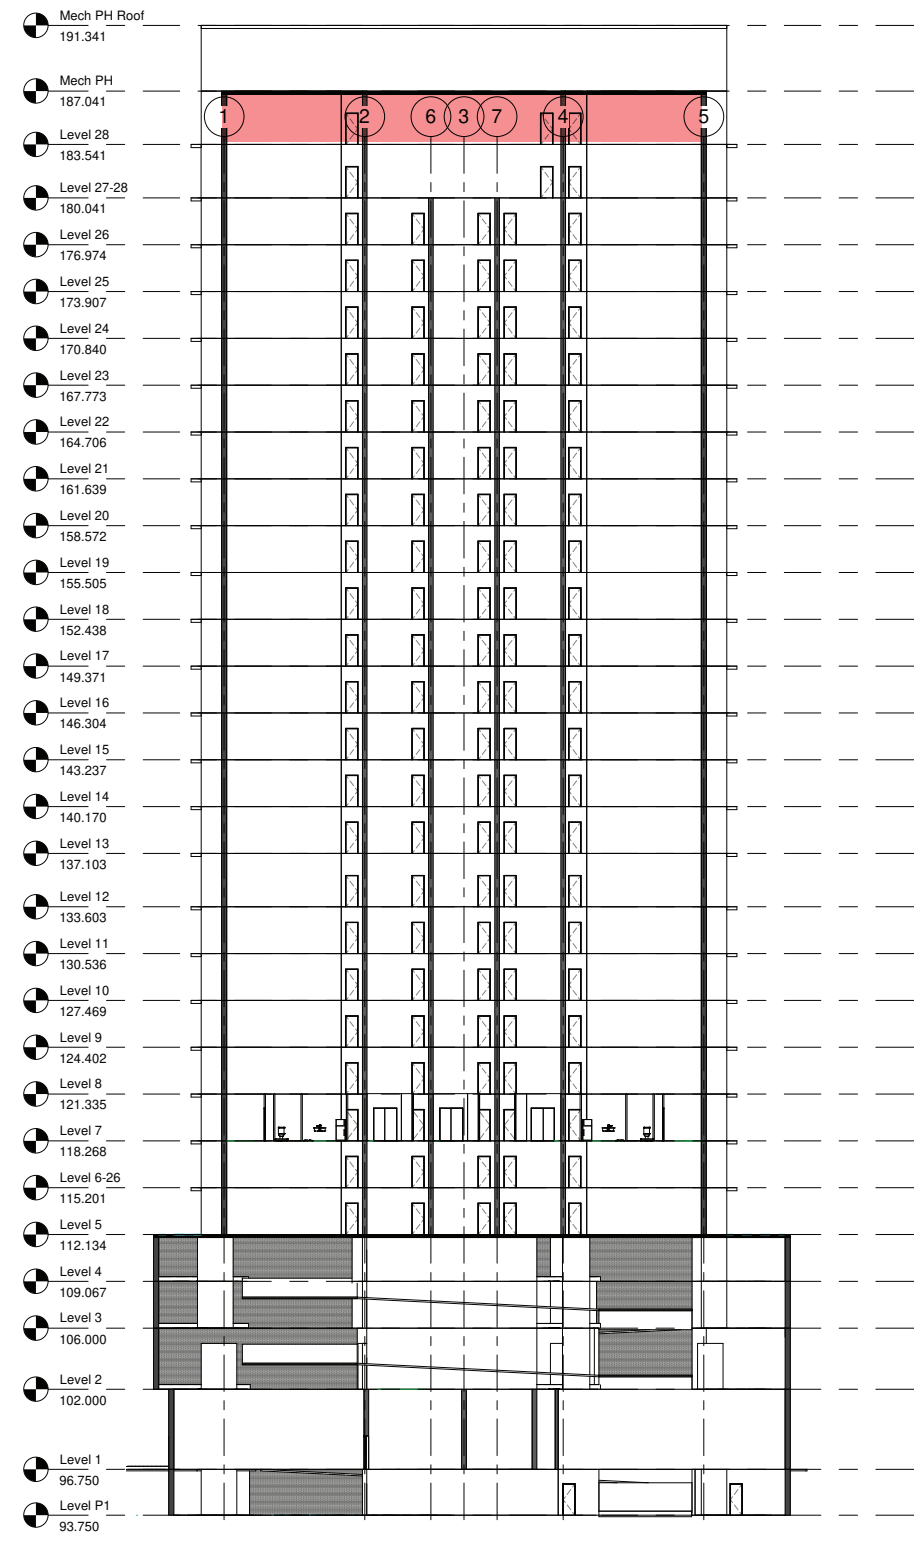 Mech PH Roof
191.341
Mech PH
187.041
1 2 6 3 7 4 5
Level 28
183.541
Level 27-28
180.041
Level 26
176.974
Level 25
173.907
Level 24
170.840
Level 23
167.773
Level 22
164.706
Level 21
161.639
Level 20
158.572
Level 19
155.505
Level 18
152.438
Level 17
149.371
Level 16
146.304
Level 15
143.237
Level 14
140.170
Level 13
137.103
Level 12
133.603
Level 11
130.536
Level 10
127.469
Level 9
124.402
Level 8
121.335
Level 7
118.268
Level 6-26
115.201
Level 5
112.134
Level 4
109.067
Level 3
106.000
Level 2
102.000
Level 1
96.750
Level P1
93.750